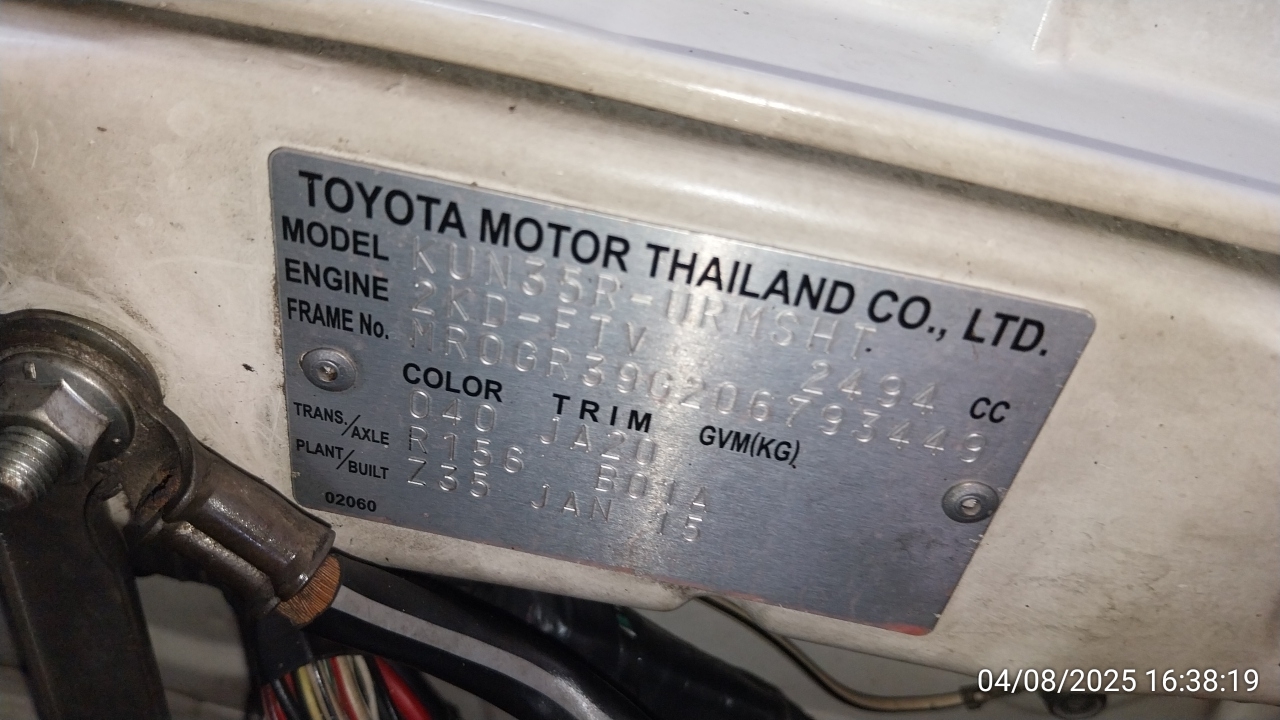 TOYOTA MOTOR THAILAND CO., LTD.
MODEL KUN35R-URMSHT
ENGINE 2KD-FTV 2494 CC
FRAME No. MR0GR39G206793449
COLOR TRIM GVM(KG)
040 JA20
TRANS./AXLE R156 B01A
PLANT/BUILT Z35 JAN 15
02060
04/08/2025 16:38:19